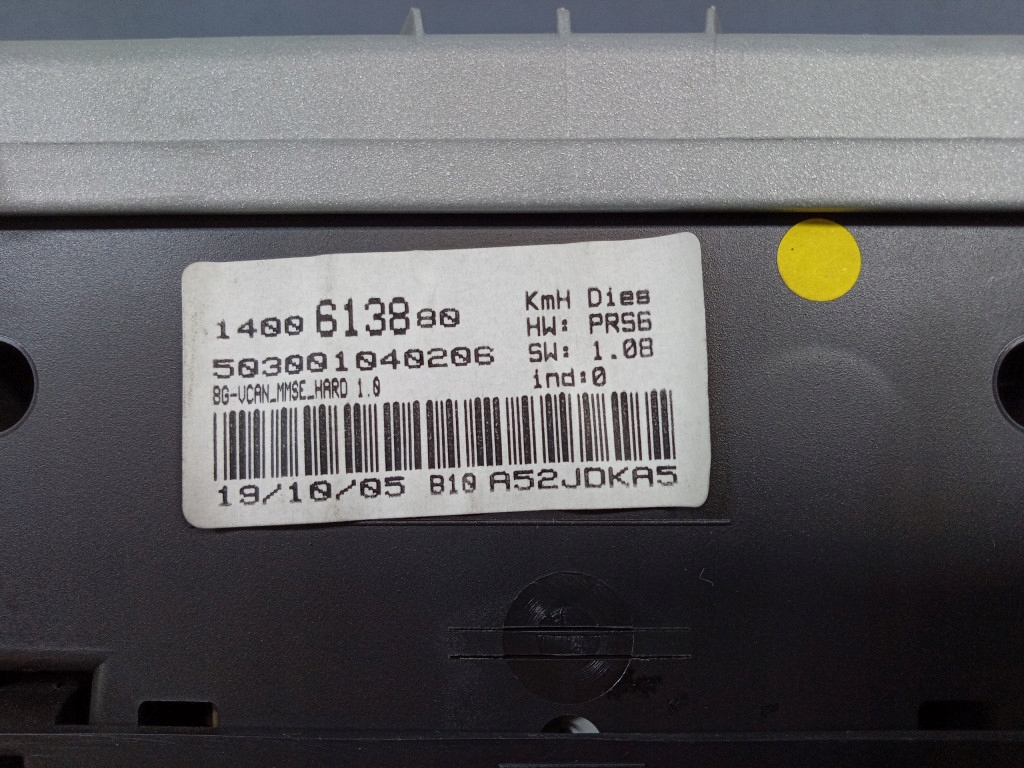 1400 6138 80
503001040206
8G-VCAN_MMSE_HARD 1.0
KmH Dies
HW: PRS6
SW: 1.08
ind:0
19/10/05 B10 A52JDKA5